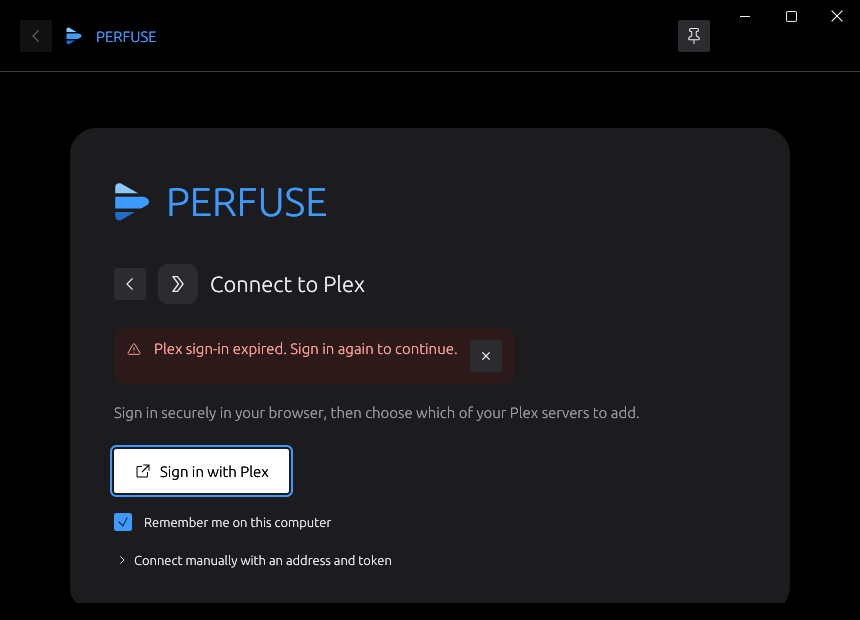 PERFUSE
PERFUSE
Connect to Plex
Plex sign-in expired. Sign in again to continue.
Sign in securely in your browser, then choose which of your Plex servers to add.
Sign in with Plex
Remember me on this computer
Connect manually with an address and token